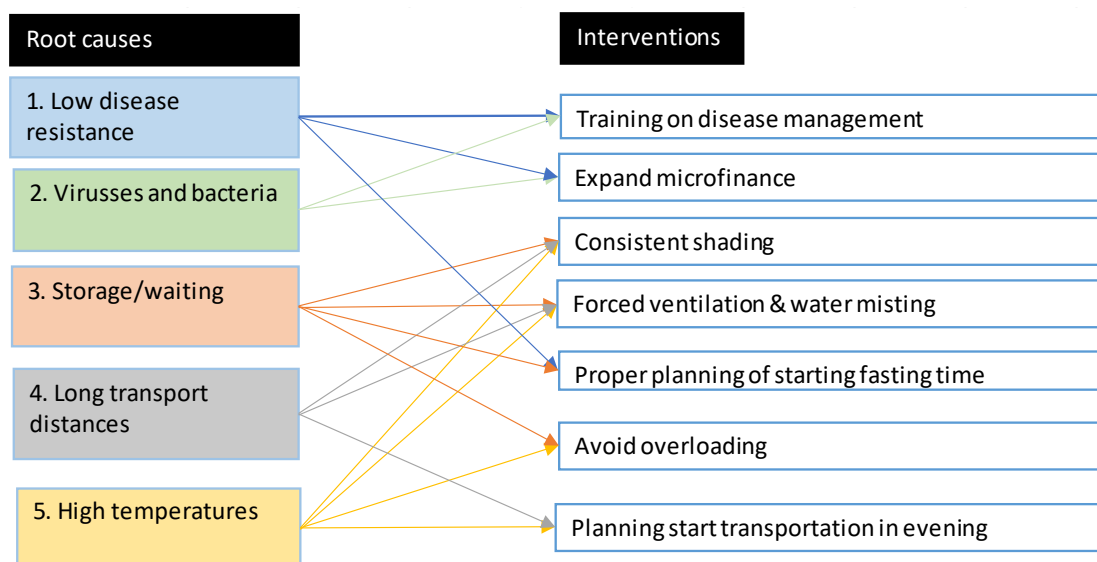 Root causes
Interventions
1. Low disease
resistance
2. Virusses and bacteria
3. Storage/waiting
4. Long transport
distances
5. High temperatures
Training on disease management
Expand microfinance
Consistent shading
Forced ventilation & water misting
Proper planning of starting fasting time
Avoid overloading
Planning start transportation in evening